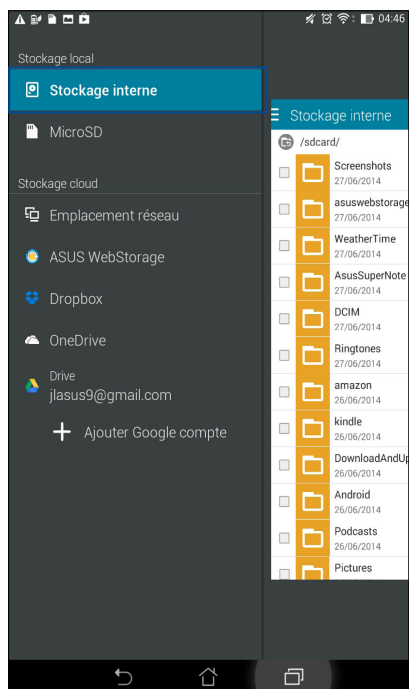 04:46
Stockage local
Stockage interne
MicroSD
Stockage cloud
Emplacement réseau
ASUS WebStorage
Dropbox
OneDrive
Drive
jlasus9@gmail.com
Ajouter Google compte
Stockage interne
/sdcard/
Screenshots
27/06/2014
asuswebstorage
27/06/2014
WeatherTime
27/06/2014
AsusSuperNote
27/06/2014
DCIM
27/06/2014
Ringtones
27/06/2014
amazon
26/06/2014
kindle
26/06/2014
DownloadAndUp
26/06/2014
Android
26/06/2014
Podcasts
26/06/2014
Pictures